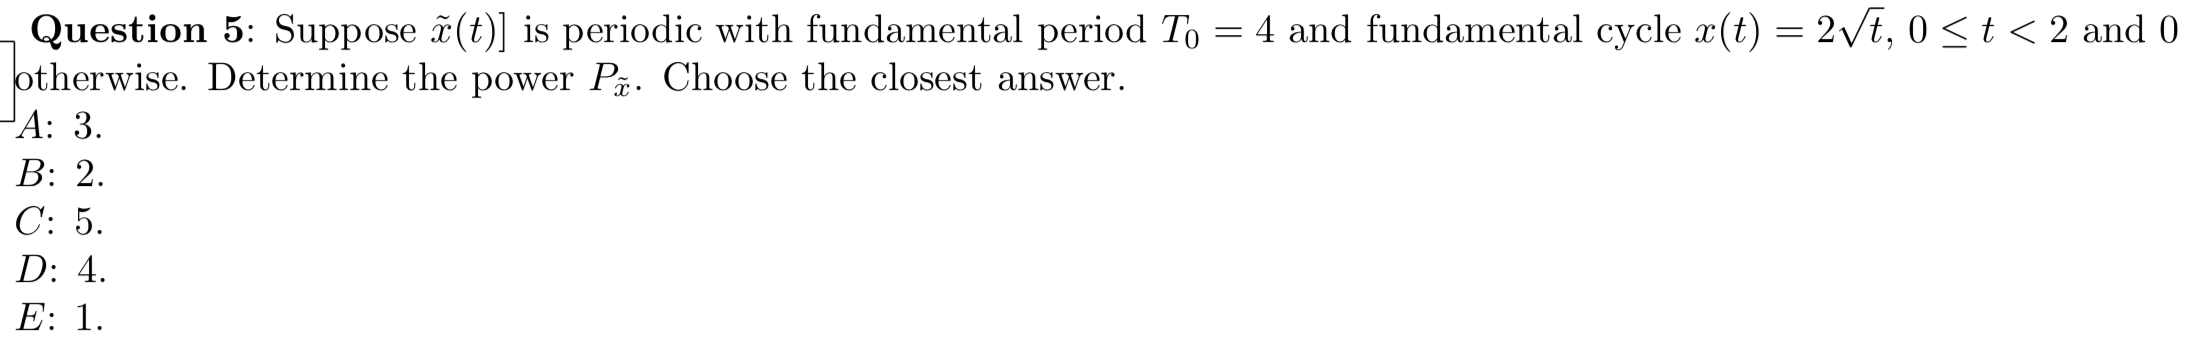 Question 5: Suppose x̃(t)] is periodic with fundamental period T₀ = 4 and fundamental cycle x(t) = 2√t, 0 ≤ t < 2 and 0
otherwise. Determine the power Pₓ̃. Choose the closest answer.
A: 3.
B: 2.
C: 5.
D: 4.
E: 1.